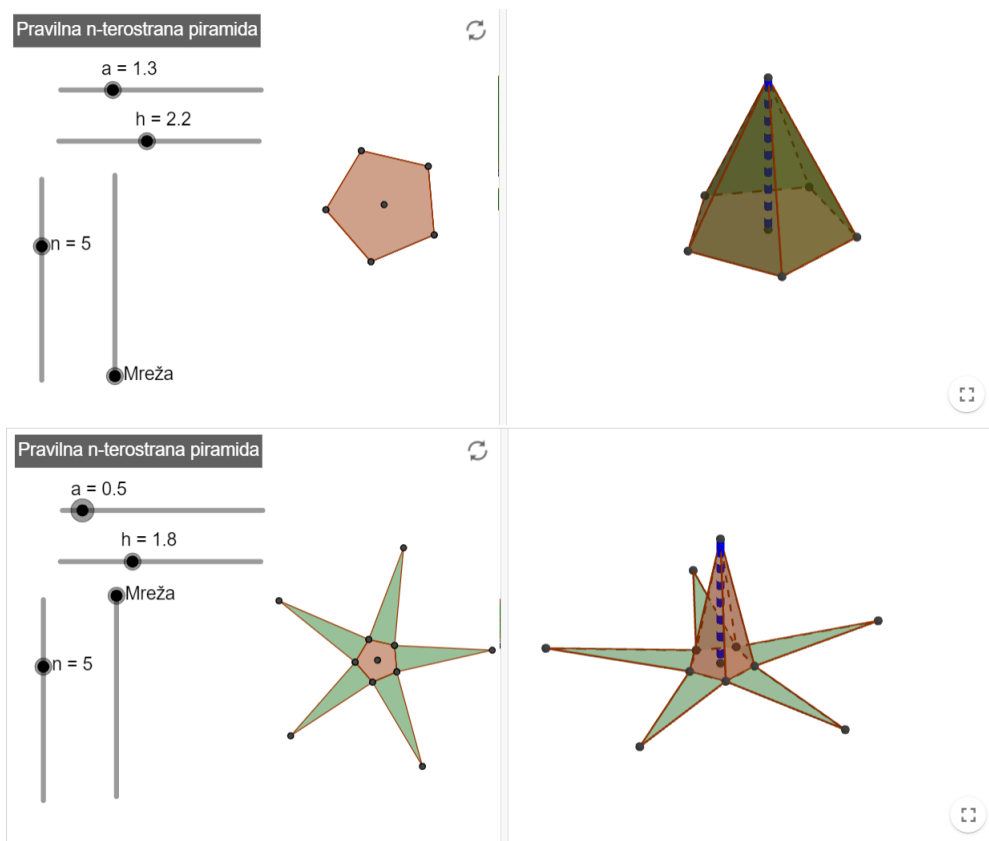 Pravilna n-terostrana piramida
a = 1.3
h = 2.2
n = 5
Mreža
Pravilna n-terostrana piramida
a = 0.5
h = 1.8
Mreža
n = 5